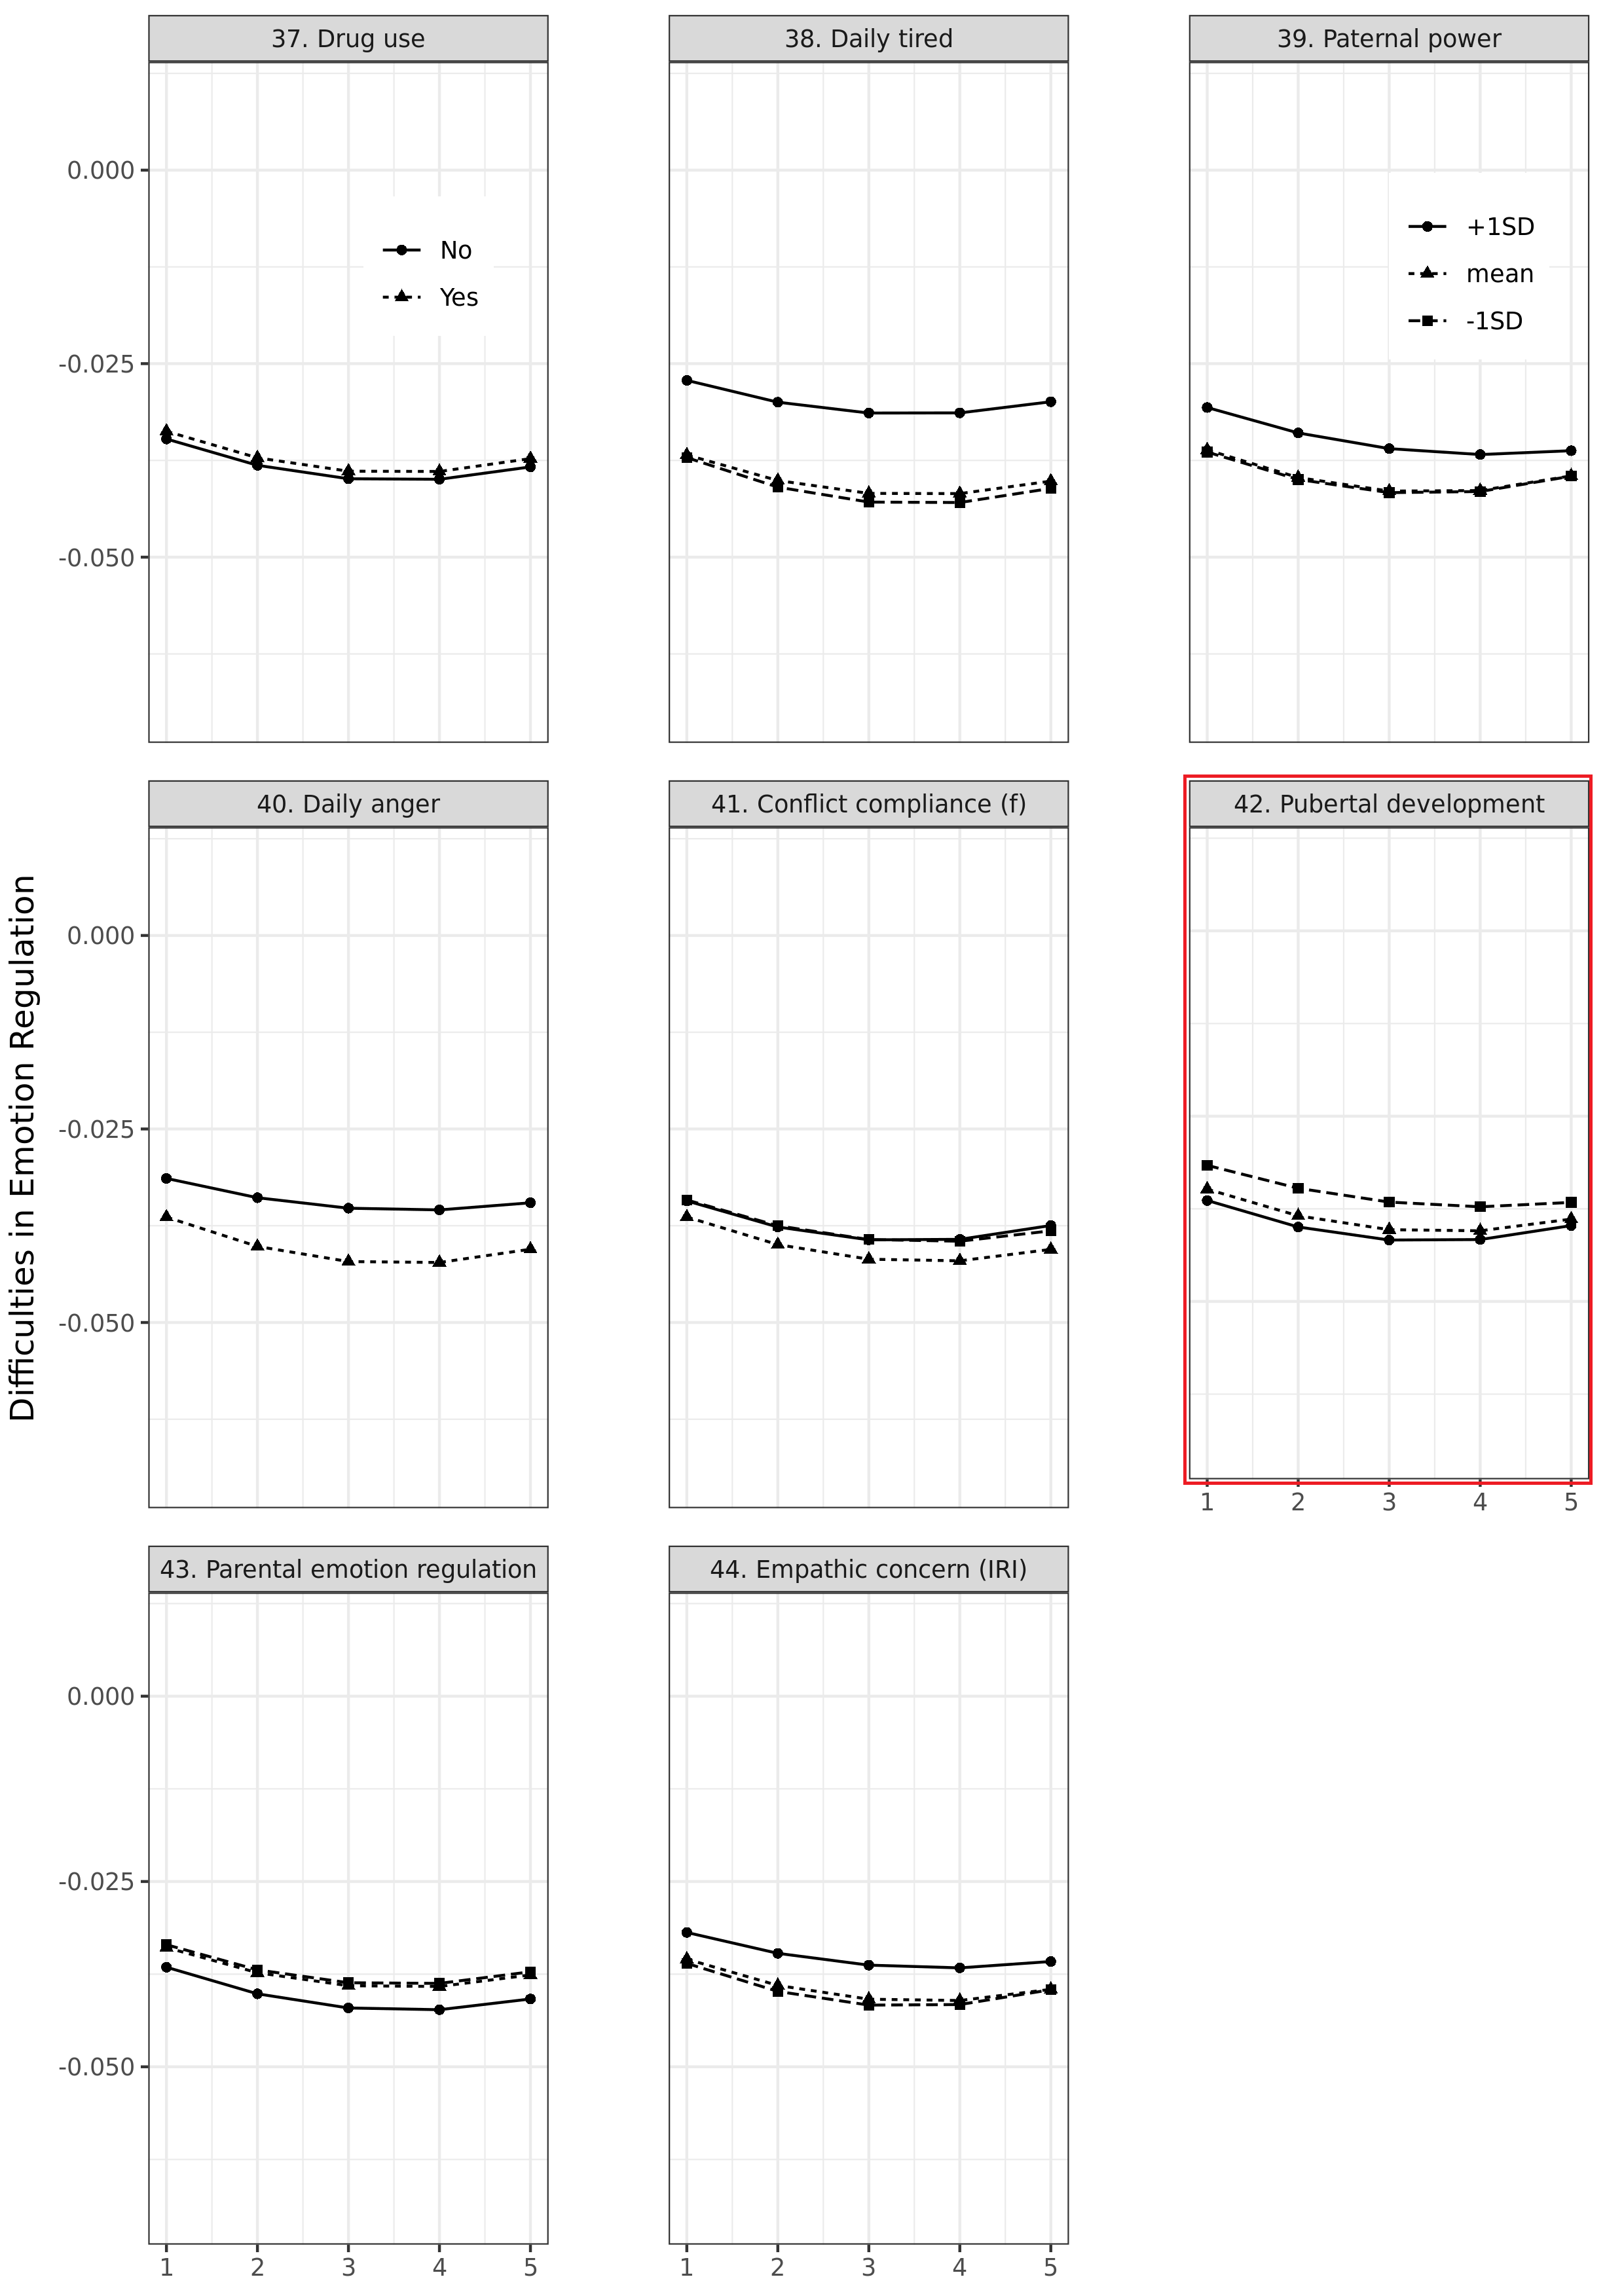 37. Drug use
38. Daily tired
39. Paternal power
0.000
-0.025
-0.050
No
Yes
+1SD
mean
-1SD
Difficulties in Emotion Regulation
40. Daily anger
41. Conflict compliance (f)
42. Pubertal development
0.000
-0.025
-0.050
1 2 3 4 5
43. Parental emotion regulation
44. Empathic concern (IRI)
0.000
-0.025
-0.050
1 2 3 4 5
1 2 3 4 5